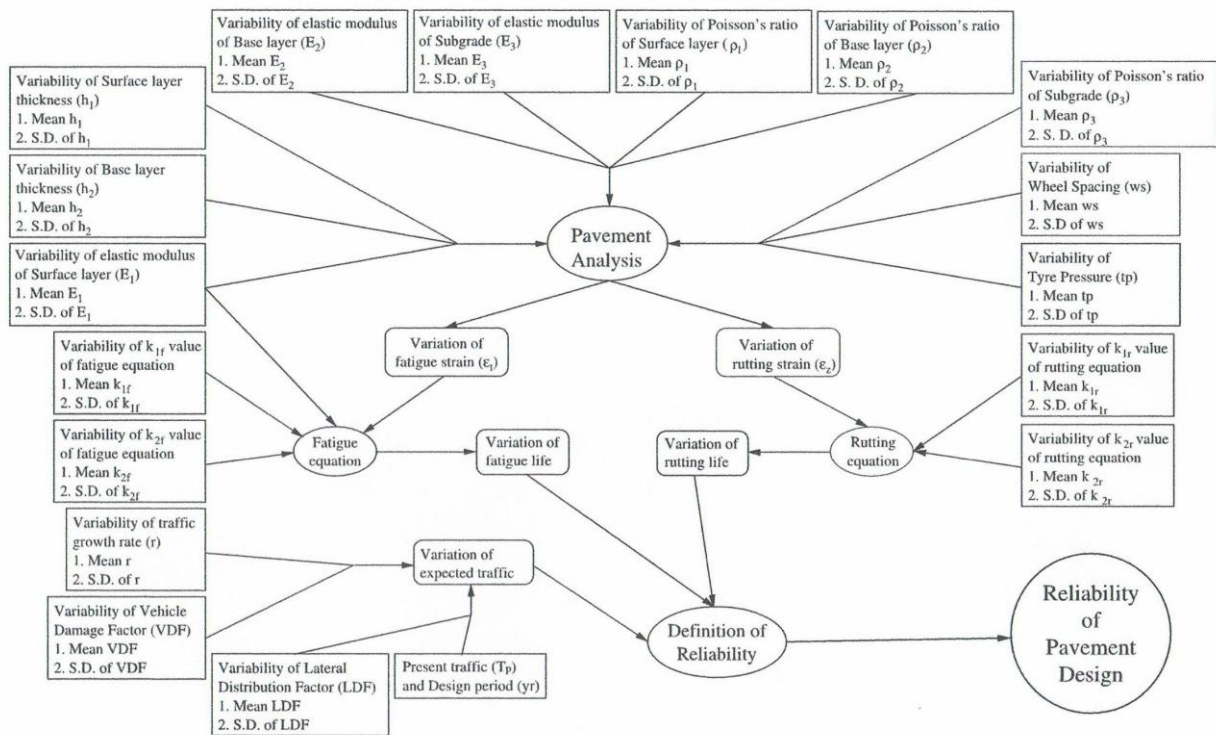 Variability of elastic modulus
of Base layer (E₂)
1. Mean E₂
2. S.D. of E₂
Variability of elastic modulus
of Subgrade (E₃)
1. Mean E₃
2. S.D. of E₃
Variability of Poisson's ratio
of Surface layer (ρ₁)
1. Mean ρ₁
2. S.D. of ρ₁
Variability of Poisson's ratio
of Base layer (ρ₂)
1. Mean ρ₂
2. S. D. of ρ₂
Variability of Surface layer
thickness (h₁)
1. Mean h₁
2. S.D. of h₁
Variability of Poisson's ratio
of Subgrade (ρ₃)
1. Mean ρ₃
2. S. D. of ρ₃
Variability of Base layer
thickness (h₂)
1. Mean h₂
2. S.D. of h₂
Variability of
Wheel Spacing (ws)
1. Mean ws
2. S.D of ws
Pavement
Analysis
Variability of elastic modulus
of Surface layer (E₁)
1. Mean E₁
2. S.D. of E₁
Variability of
Tyre Pressure (tp)
1. Mean tp
2. S.D of tp
Variation of
fatigue strain (εₜ)
Variation of
rutting strain (ε_z)
Variability of k₁f value
of fatigue equation
1. Mean k₁f
2. S.D. of k₁f
Variability of k₁r value
of rutting equation
1. Mean k₁r
2. S.D. of k₁r
Variability of k₂f value
of fatigue equation
1. Mean k₂f
2. S.D. of k₂f
Fatigue
equation
Variation of
fatigue life
Variation of
rutting life
Rutting
equation
Variability of k₂r value
of rutting equation
1. Mean k ₂r
2. S.D. of k ₂r
Variability of traffic
growth rate (r)
1. Mean r
2. S.D. of r
Variation of
expected traffic
Variability of Vehicle
Damage Factor (VDF)
1. Mean VDF
2. S.D. of VDF
Variability of Lateral
Distribution Factor (LDF)
1. Mean LDF
2. S.D. of LDF
Present traffic (Tₚ)
and Design period (yr)
Definition of
Reliability
Reliability
of
Pavement
Design